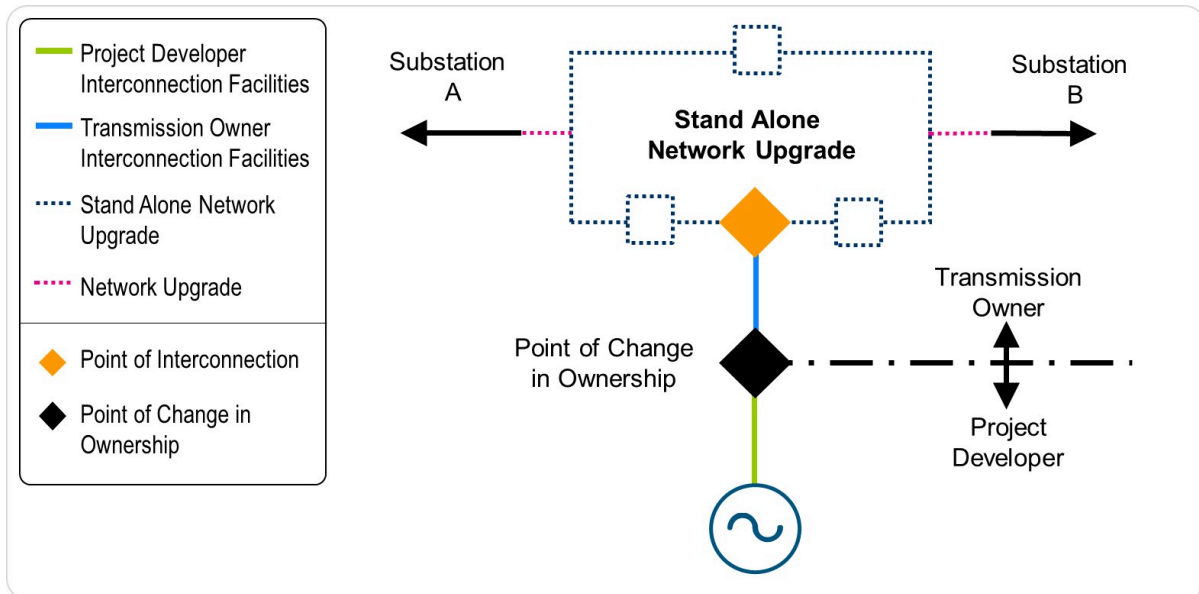 Project Developer
Interconnection Facilities
Transmission Owner
Interconnection Facilities
Stand Alone Network
Upgrade
Network Upgrade
Point of Interconnection
Point of Change in
Ownership
Substation
A
Substation
B
Stand Alone
Network Upgrade
Transmission
Owner
Point of Change
in Ownership
Project
Developer